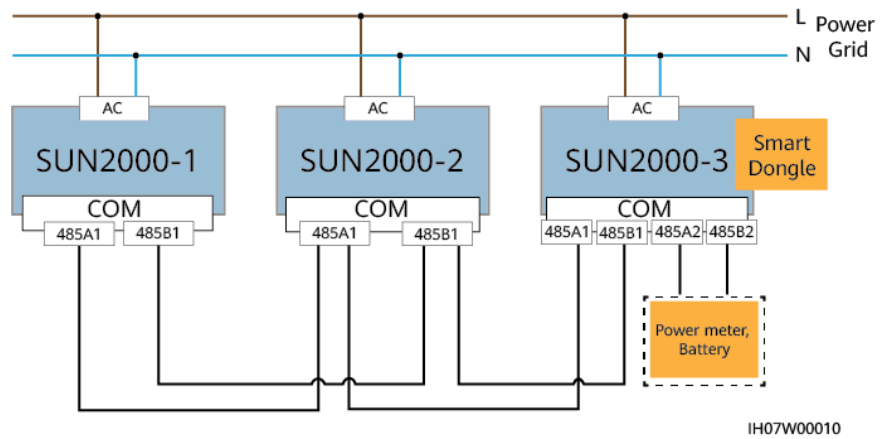 L
Power
Grid
N
AC
AC
AC
SUN2000-1
SUN2000-2
SUN2000-3
Smart
Dongle
COM
COM
COM
485A1
485B1
485A1
485B1
485A1
485B1
485A2
485B2
Power meter,
Battery
IH07W00010